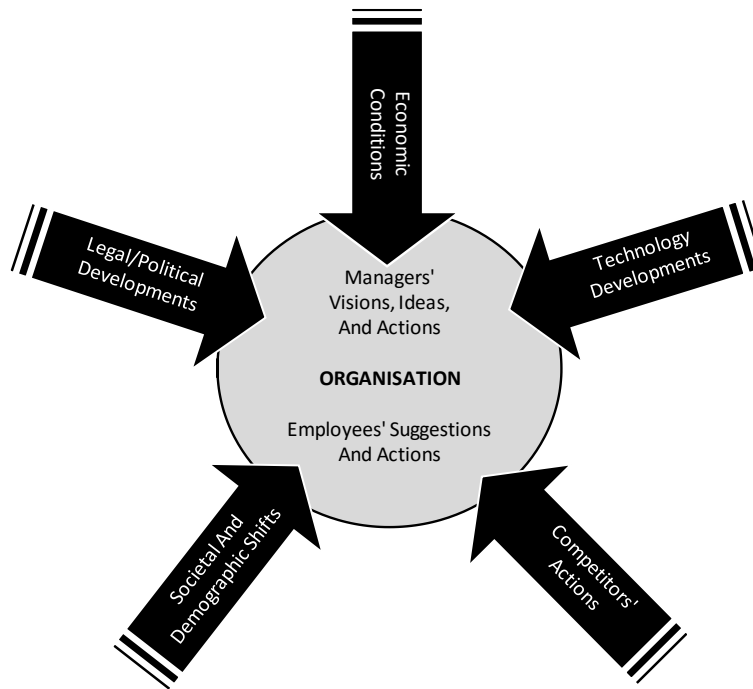 Economic
Conditions
Legal/Political
Developments
Technology
Developments
Managers'
Visions, Ideas,
And Actions
ORGANISATION
Employees' Suggestions
And Actions
Societal And
Demographic Shifts
Competitors'
Actions